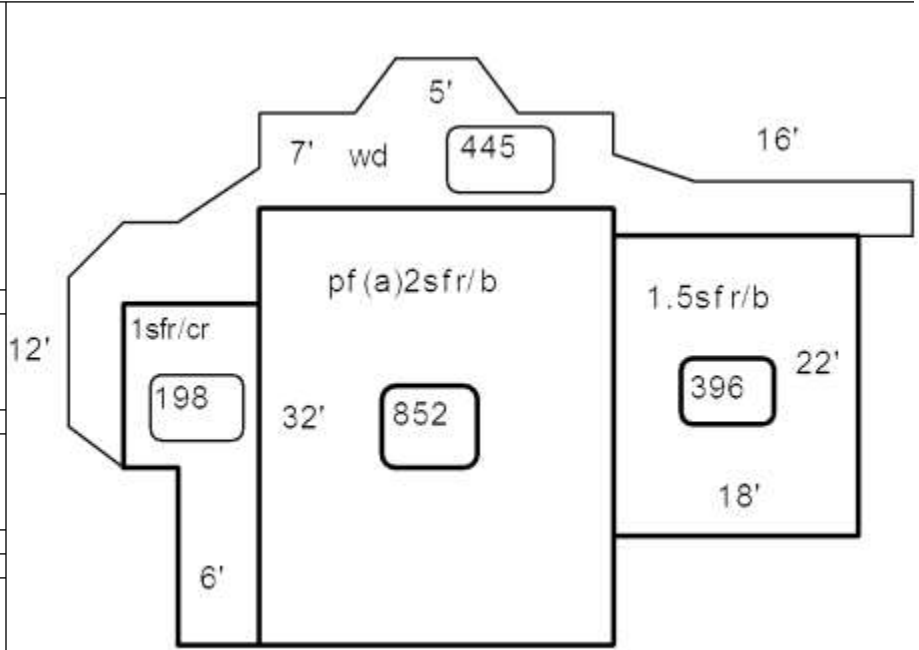 5'
7' wd 445
16'
pf(a)2sfr/b
1.5sfr/b
1sfr/cr
12'
198
32'
852
396
22'
18'
6'